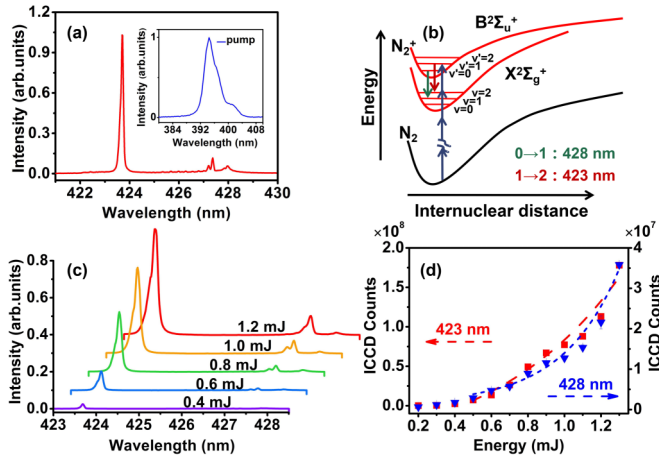 (a)
Intensity (arb.units)
1.2
0.9
0.6
0.3
0.0
422 424 426 428 430
Wavelength (nm)
pump
Intensity (arb.units)
1
0
384 392 400 408
Wavelength (nm)
(b)
B²Σᵤ⁺
N₂⁺
X²Σg⁺
v'=2
v'=1
v'=0
v=2
v=1
v=0
Energy
N₂
0→1 : 428 nm
1→2 : 423 nm
Internuclear distance
(c)
Intensity (arb.units)
0.8
0.6
0.4
0.2
0.0
1.2 mJ
1.0 mJ
0.8 mJ
0.6 mJ
0.4 mJ
423 424 425 426 427 428
Wavelength (nm)
×10⁸
×10⁷
(d)
ICCD Counts
2.0
1.5
1.0
0.5
0.0
423 nm
428 nm
4
3
2
1
0
ICCD Counts
0.2 0.4 0.6 0.8 1.0 1.2
Energy (mJ)